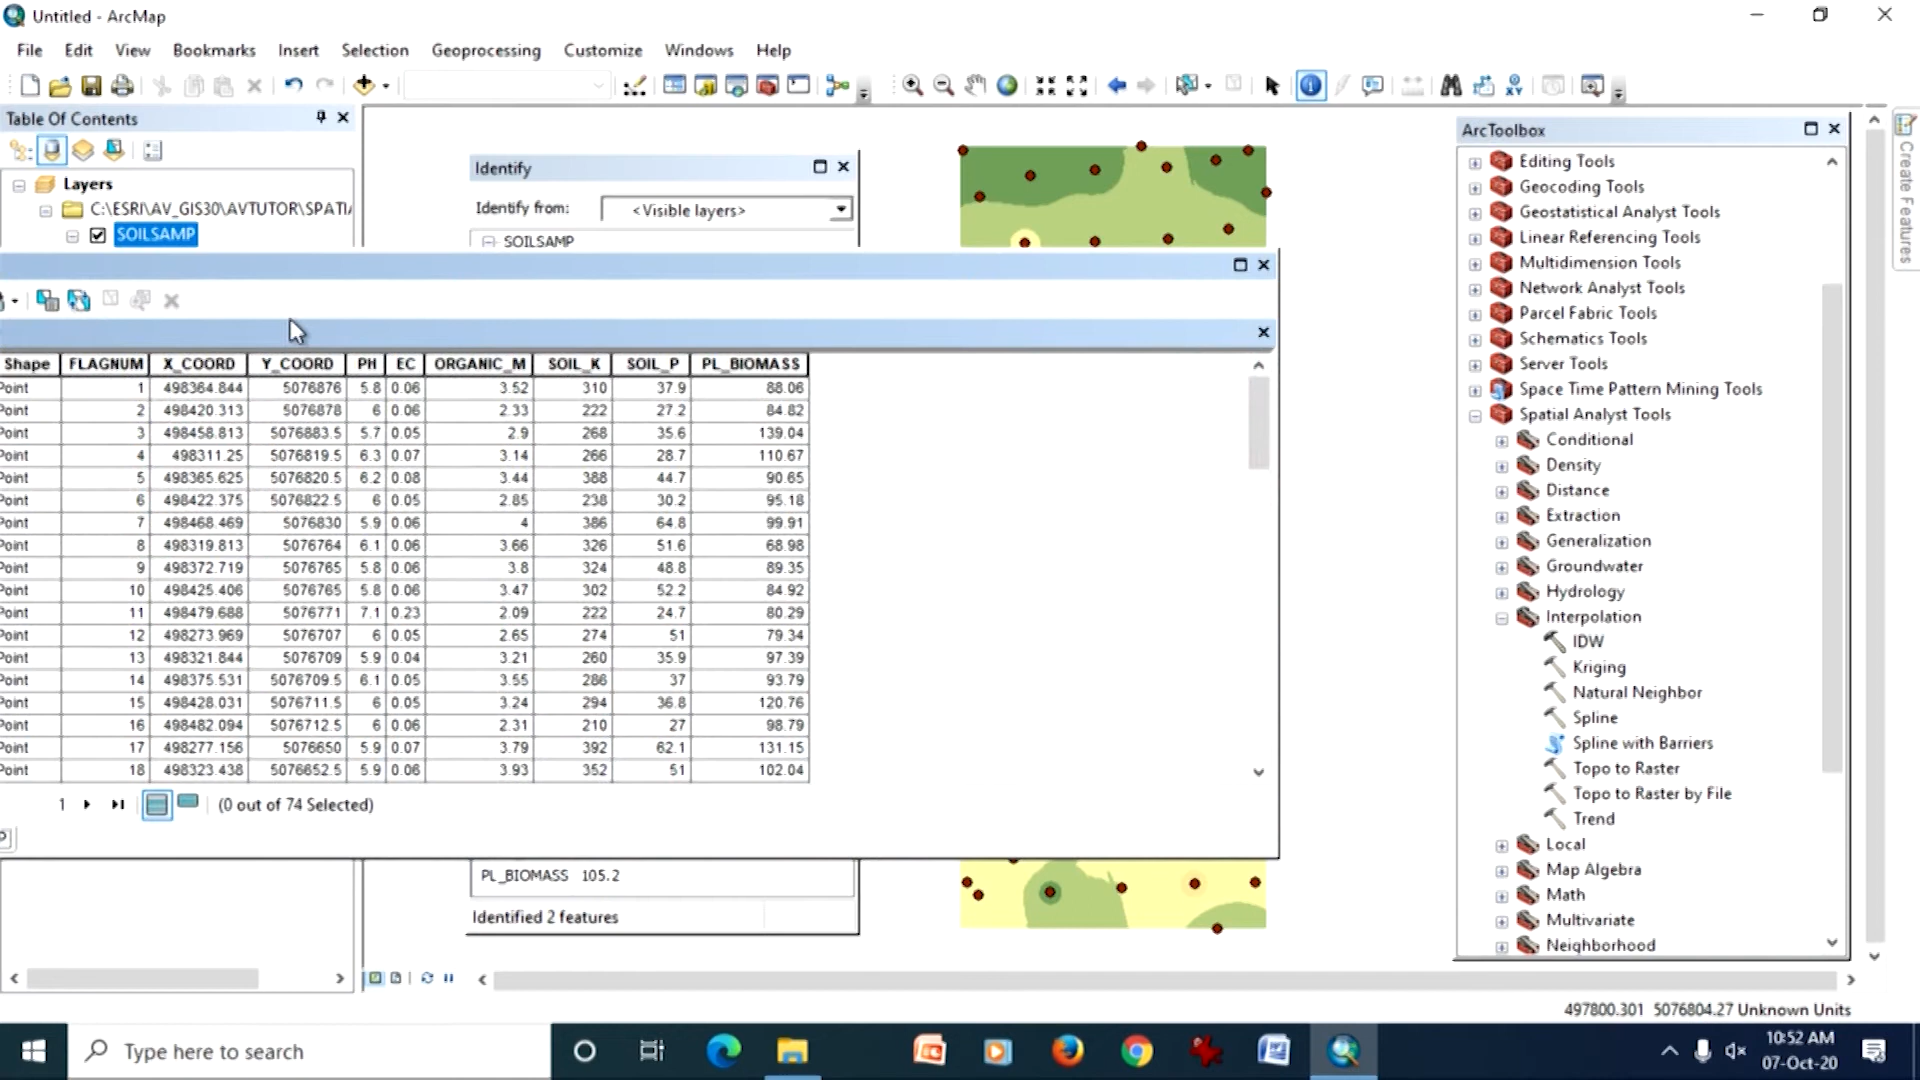 Untitled - ArcMap
File Edit View Bookmarks Insert Selection Geoprocessing Customize Windows Help
Table Of Contents
Layers
C:\ESRI\AV_GIS30\AVTUTOR\SPATIA
SOILSAMP
Identify
Identify from: <Visible layers>
SOILSAMP
Shape FLAGNUM X_COORD Y_COORD PH EC ORGANIC_M SOIL_K SOIL_P PL_BIOMASS
Point 1 498364.844 5076876 5.8 0.06 3.52 310 37.9 88.06
Point 2 498420.313 5076878 6 0.06 2.33 222 27.2 84.82
Point 3 498458.813 5076883.5 5.7 0.05 2.9 268 35.6 139.04
Point 4 498311.25 5076819.5 6.3 0.07 3.14 266 28.7 110.67
Point 5 498365.625 5076820.5 6.2 0.08 3.44 388 44.7 90.65
Point 6 498422.375 5076822.5 6 0.05 2.85 238 30.2 95.18
Point 7 498468.469 5076830 5.9 0.06 4 386 64.8 99.91
Point 8 498319.813 5076764 6.1 0.06 3.66 326 51.6 68.98
Point 9 498372.719 5076765 5.8 0.06 3.8 324 48.8 89.35
Point 10 498425.406 5076765 5.8 0.06 3.47 302 52.2 84.92
Point 11 498479.688 5076771 7.1 0.23 2.09 222 24.7 80.29
Point 12 498273.969 5076707 6 0.05 2.65 274 51 79.34
Point 13 498321.844 5076709 5.9 0.04 3.21 260 35.9 97.39
Point 14 498375.531 5076709.5 6.1 0.05 3.55 286 37 93.79
Point 15 498428.031 5076711.5 6 0.05 3.24 294 36.8 120.76
Point 16 498482.094 5076712.5 6 0.06 2.31 210 27 98.79
Point 17 498277.156 5076650 5.9 0.07 3.79 392 62.1 131.15
Point 18 498323.438 5076652.5 5.9 0.06 3.93 352 51 102.04
1 (0 out of 74 Selected)
PL_BIOMASS 105.2
Identified 2 features
ArcToolbox
Editing Tools
Geocoding Tools
Geostatistical Analyst Tools
Linear Referencing Tools
Multidimension Tools
Network Analyst Tools
Parcel Fabric Tools
Schematics Tools
Server Tools
Space Time Pattern Mining Tools
Spatial Analyst Tools
Conditional
Density
Distance
Extraction
Generalization
Groundwater
Hydrology
Interpolation
IDW
Kriging
Natural Neighbor
Spline
Spline with Barriers
Topo to Raster
Topo to Raster by File
Trend
Local
Map Algebra
Math
Multivariate
Neighborhood
Create Features
497800.301 5076804.27 Unknown Units
Type here to search
10:52 AM
07-Oct-20